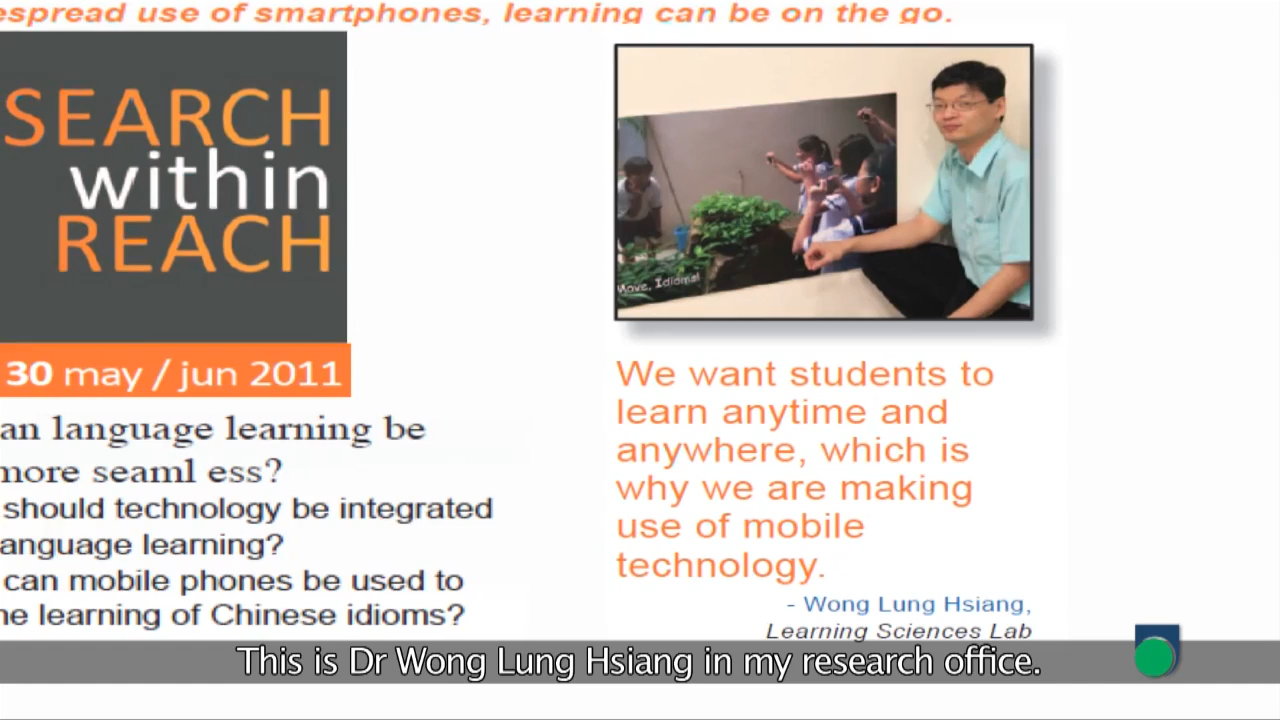 espread use of smartphones, learning can be on the go.
SEARCH
within
REACH
30 may / jun 2011
an language learning be
more seaml ess?
should technology be integrated
anguage learning?
can mobile phones be used to
he learning of Chinese idioms?
Move, Idioms!
We want students to
learn anytime and
anywhere, which is
why we are making
use of mobile
technology.
- Wong Lung Hsiang,
Learning Sciences Lab
This is Dr Wong Lung Hsiang in my research office.